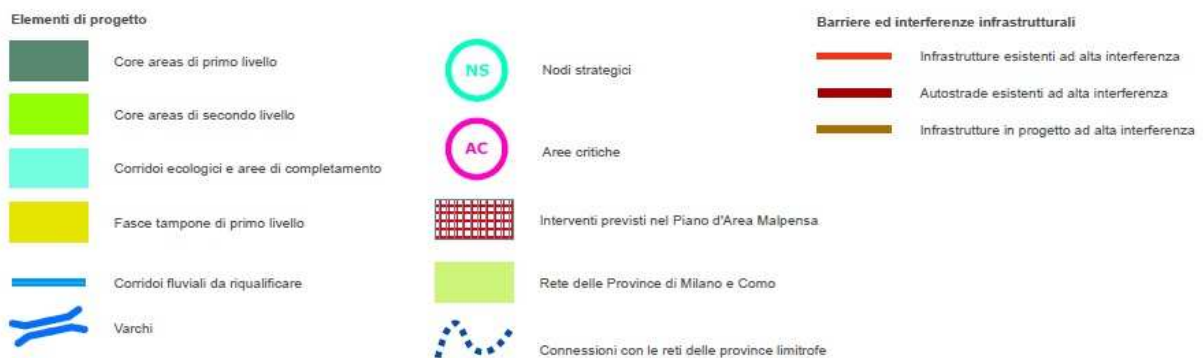 Elementi di progetto
Core areas di primo livello
Core areas di secondo livello
Corridoi ecologici e aree di completamento
Fasce tampone di primo livello
Corridoi fluviali da riqualificare
Varchi
NS
Nodi strategici
AC
Aree critiche
Interventi previsti nel Piano d'Area Malpensa
Rete delle Province di Milano e Como
Connessioni con le reti delle province limitrofe
Barriere ed interferenze infrastrutturali
Infrastrutture esistenti ad alta interferenza
Autostrade esistenti ad alta interferenza
Infrastrutture in progetto ad alta interferenza